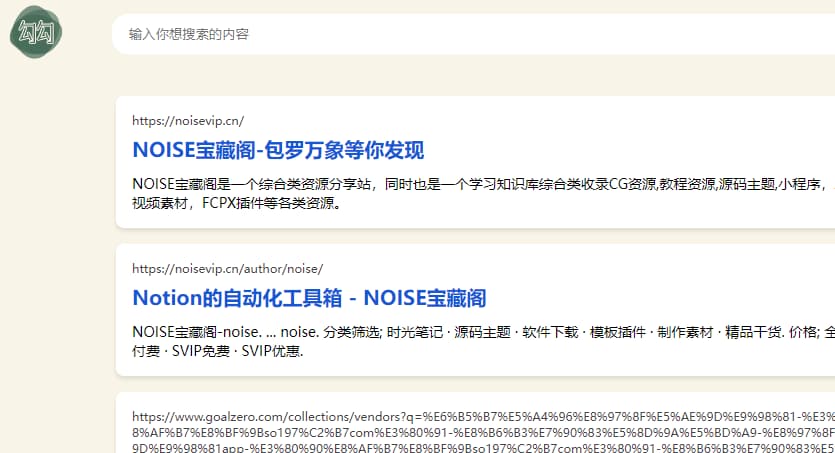 勾勾
输入你想搜索的内容
https://noisevip.cn/
NOISE宝藏阁-包罗万象等你发现
NOISE宝藏阁是一个综合类资源分享站，同时也是一个学习知识库综合类收录CG资源,教程资源,源码主题,小程序，
视频素材，FCPX插件等各类资源。
https://noisevip.cn/author/noise/
Notion的自动化工具箱 - NOISE宝藏阁
NOISE宝藏阁-noise. ... noise. 分类筛选; 时光笔记 · 源码主题 · 软件下载 · 模板插件 · 制作素材 · 精品干货. 价格; 全
付费 · SVIP免费 · SVIP优惠.
https://www.goalzero.com/collections/vendors?q=%E6%B5%B7%E5%A4%96%E8%97%8F%E5%AE%9D%E9%98%81-%E3%
8%AF%B7%E8%BF%9Bso197%C2%B7com%E3%80%91-%E8%B6%B3%E7%90%83%E5%8D%9A%E5%BD%A9-%E8%97%8F
9D%E9%98%81app-%E3%80%90%E8%AF%B7%E8%BF%9Bso197%C2%B7com%E3%80%91-%E8%B6%B3%E7%90%83%E5